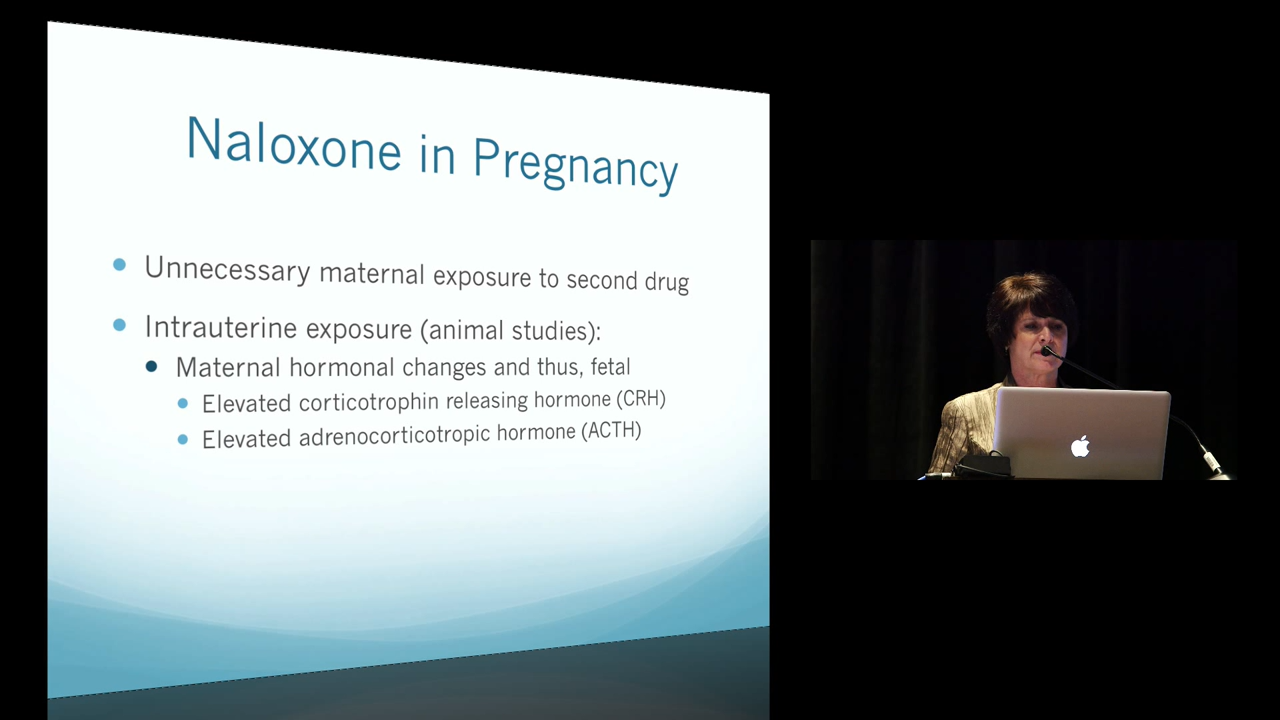 Naloxone in Pregnancy
Unnecessary maternal exposure to second drug
Intrauterine exposure (animal studies):
Maternal hormonal changes and thus, fetal
Elevated corticotrophin releasing hormone (CRH)
Elevated adrenocorticotropic hormone (ACTH)